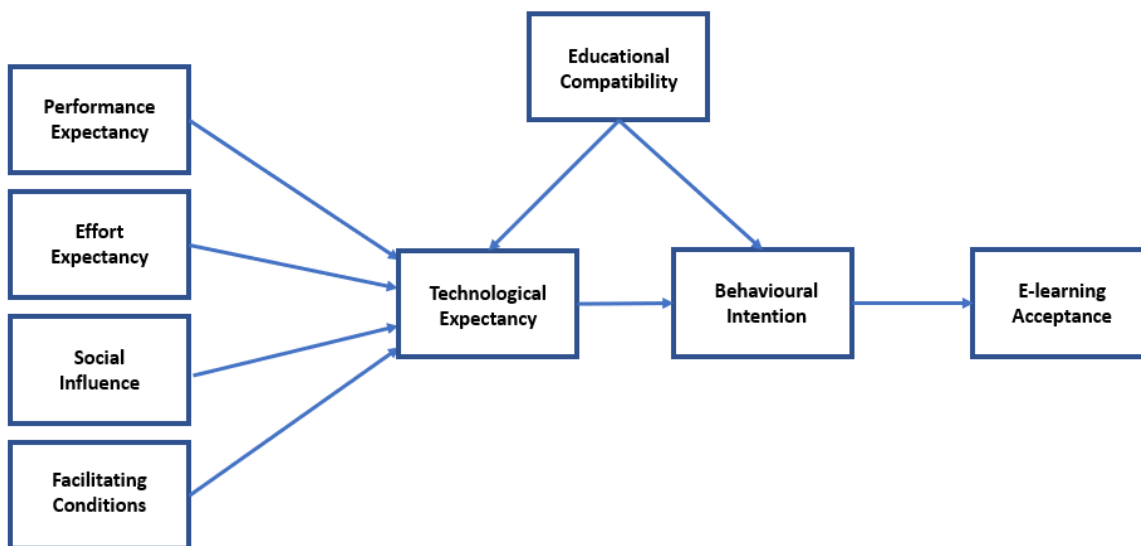 Educational
Compatibility
Performance
Expectancy
Effort
Expectancy
Social
Influence
Facilitating
Conditions
Technological
Expectancy
Behavioural
Intention
E-learning
Acceptance